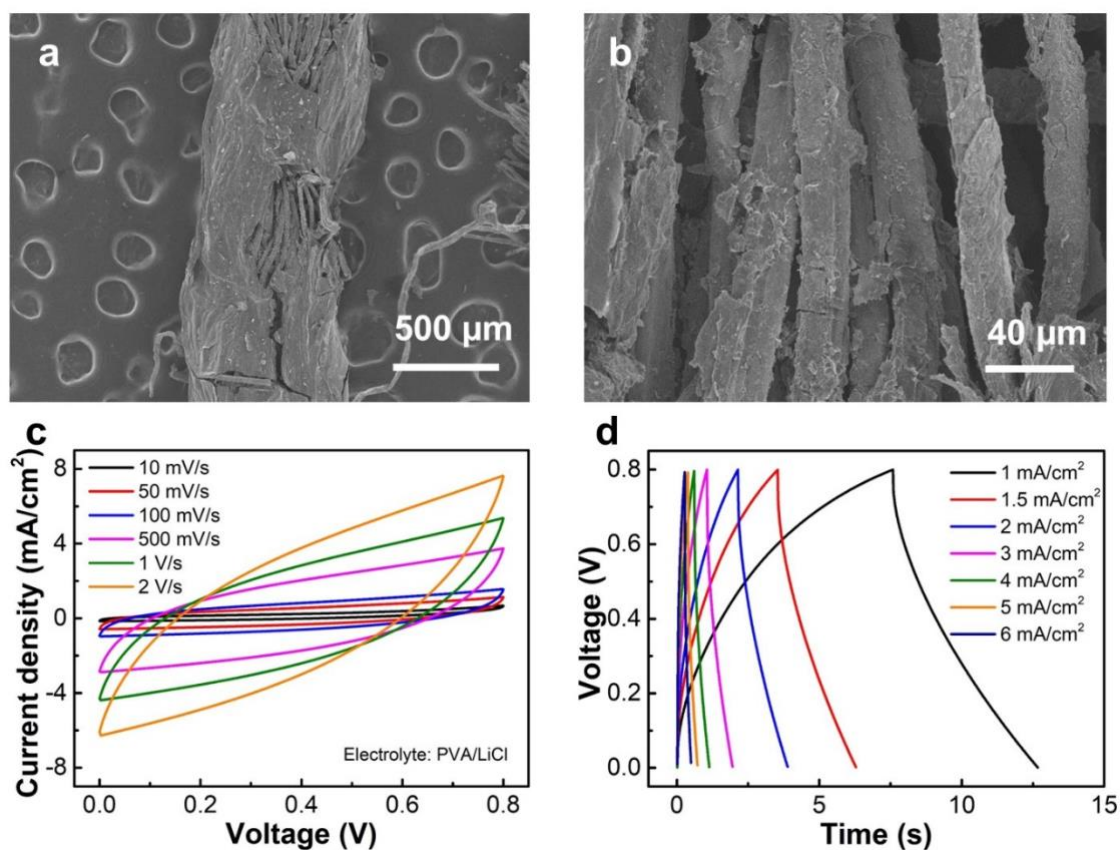 a
500 µm
b
40 µm
c
Current density (mA/cm²)
8
4
0
-4
-8
10 mV/s
50 mV/s
100 mV/s
500 mV/s
1 V/s
2 V/s
Electrolyte: PVA/LiCl
0.0 0.2 0.4 0.6 0.8
Voltage (V)
d
Voltage (V)
0.8
0.6
0.4
0.2
0.0
1 mA/cm²
1.5 mA/cm²
2 mA/cm²
3 mA/cm²
4 mA/cm²
5 mA/cm²
6 mA/cm²
0 5 10 15
Time (s)